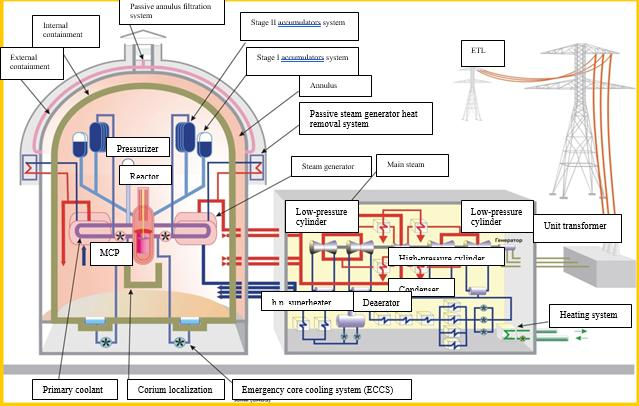 Passive annulus filtration
system
Internal
containment
External
containment
Stage II accumulators system
Stage I accumulators system
Annulus
Passive steam generator heat
removal system
ETL
Pressurizer
Reactor
Steam generator
Main steam
Low-pressure
cylinder
Low-pressure
cylinder
Unit transformer
Генератор
MCP
High-pressure cylinder
Condenser
h.p. superheater
Deaerator
Heating system
Primary coolant
Corium localization
Emergency core cooling system (ECCS)